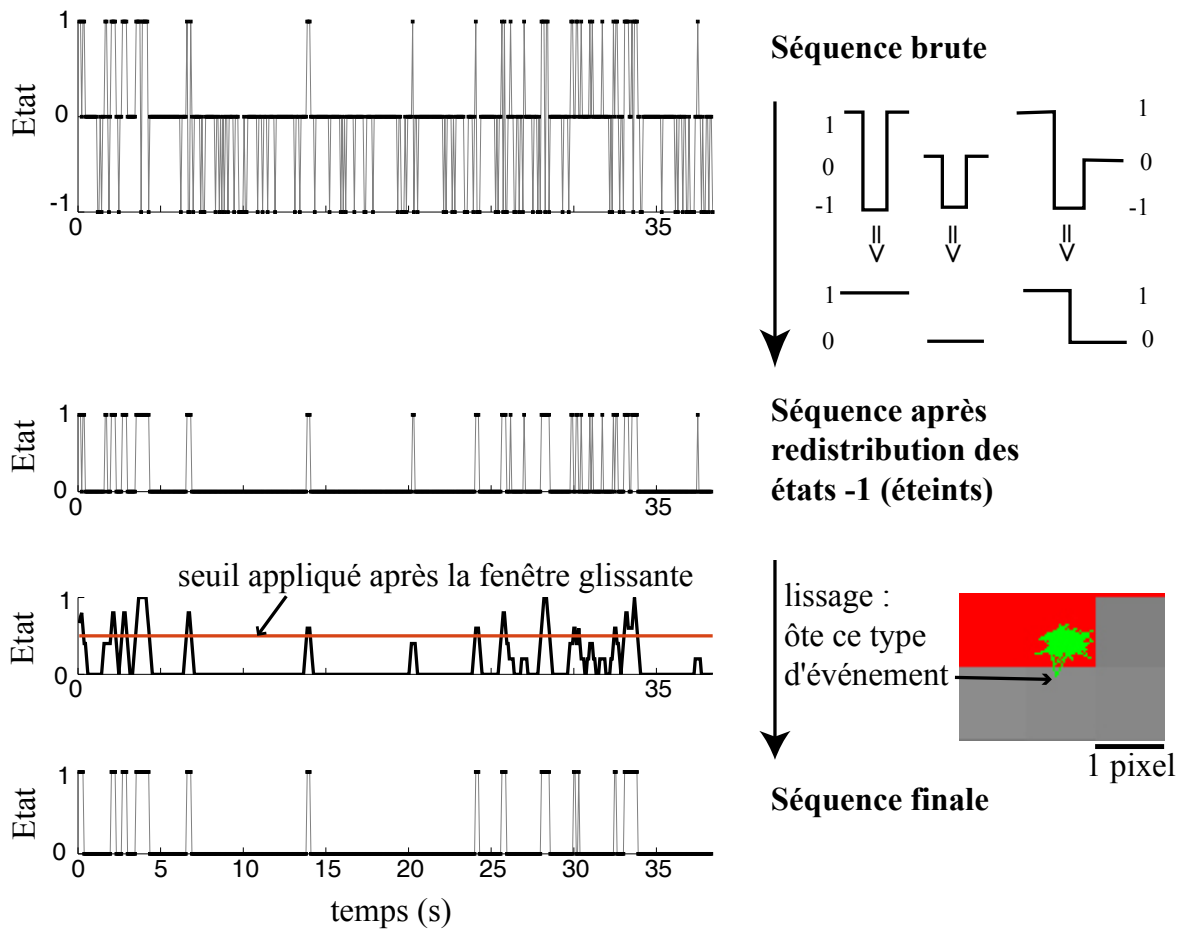 1
0
-1
Etat
0
35
Séquence brute
1
0
-1
1
0
-1
=>
=>
=>
1
0
1
0
1
0
Etat
0
35
Séquence après
redistribution des
états -1 (éteints)
seuil appliqué après la fenêtre glissante
1
0
Etat
0
35
lissage :
ôte ce type
d'événement
1 pixel
1
0
Etat
0
5
10
15
20
25
30
35
temps (s)
Séquence finale